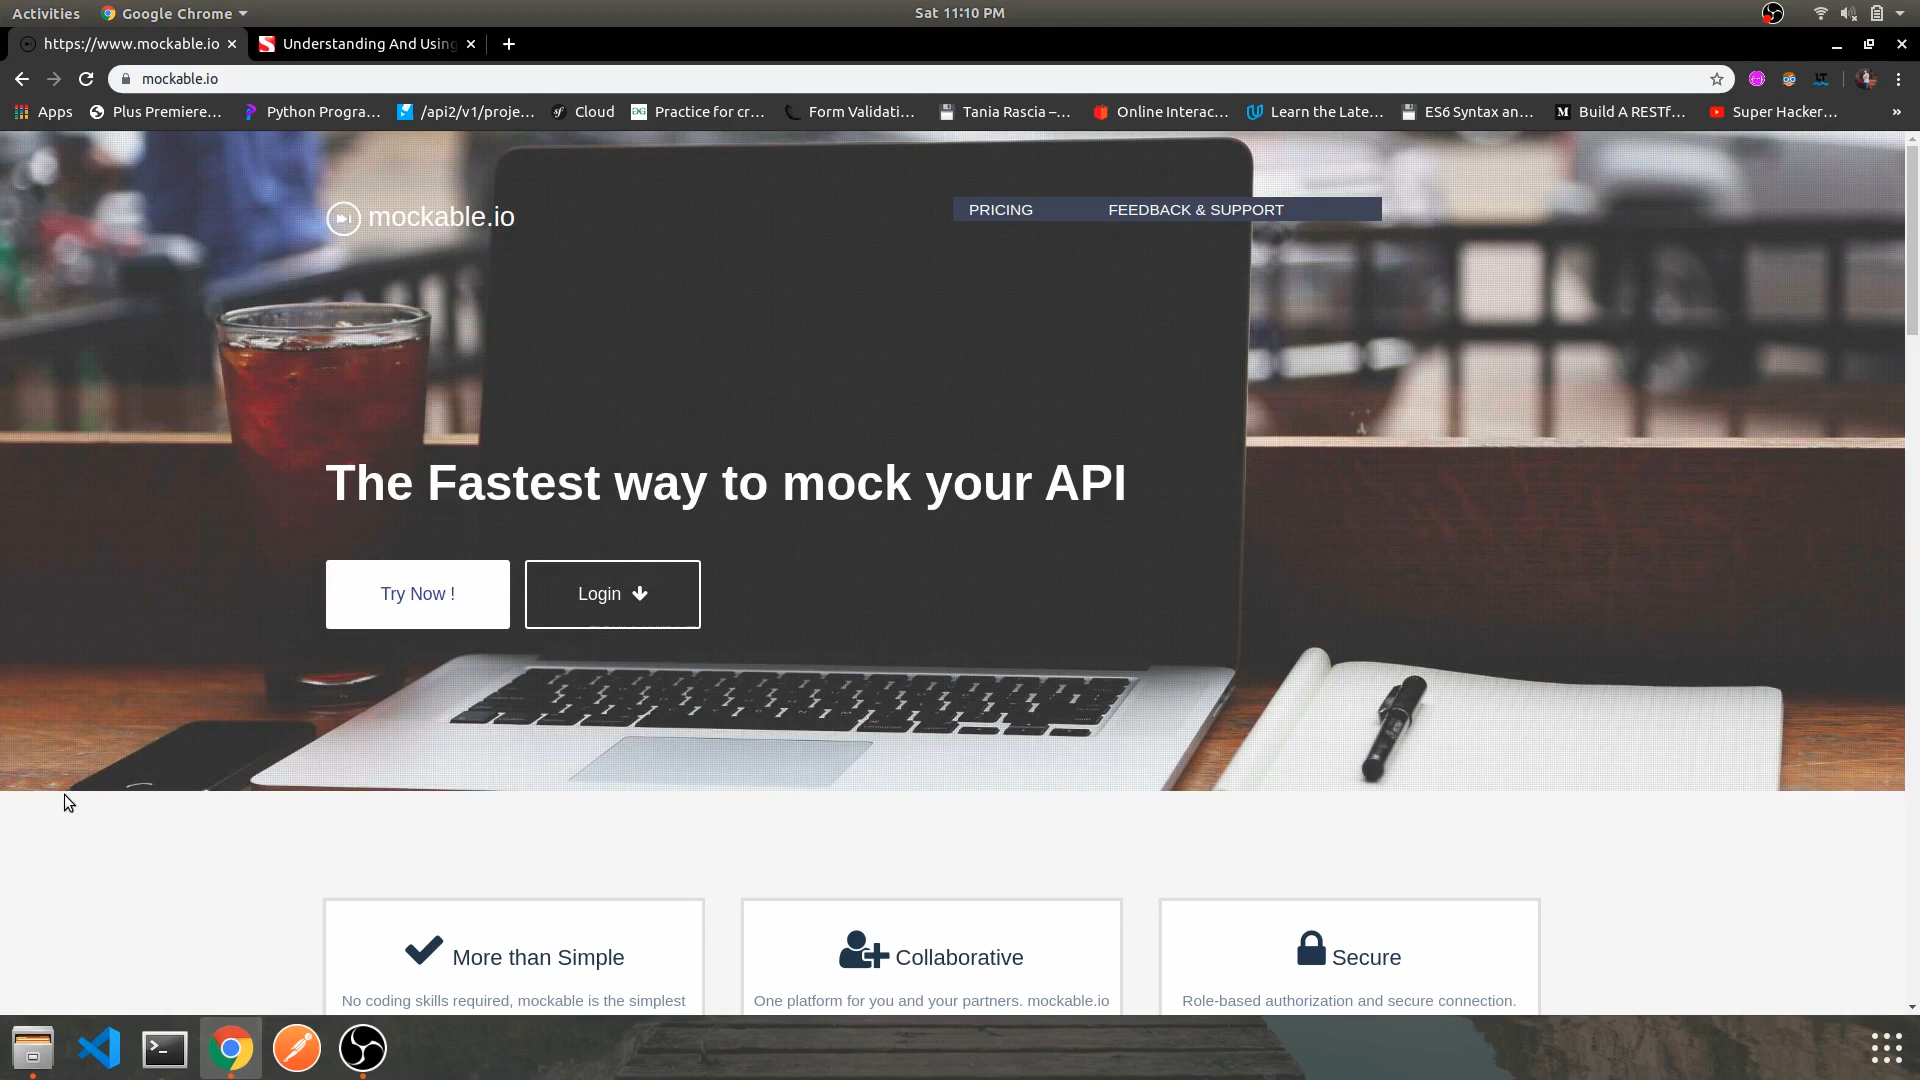 Activities
Google Chrome
Sat 11:10 PM
https://www.mockable.io
Understanding And Using
mockable.io
Apps
Plus Premiere...
Python Progra...
/api2/v1/proje...
Cloud
Practice for cr...
Form Validati...
Tania Rascia –...
Online Interac...
Learn the Late...
ES6 Syntax an...
Build A RESTf...
Super Hacker...
mockable.io
PRICING
FEEDBACK & SUPPORT
The Fastest way to mock your API
Try Now !
Login
More than Simple
No coding skills required, mockable is the simplest
Collaborative
One platform for you and your partners. mockable.io
Secure
Role-based authorization and secure connection.